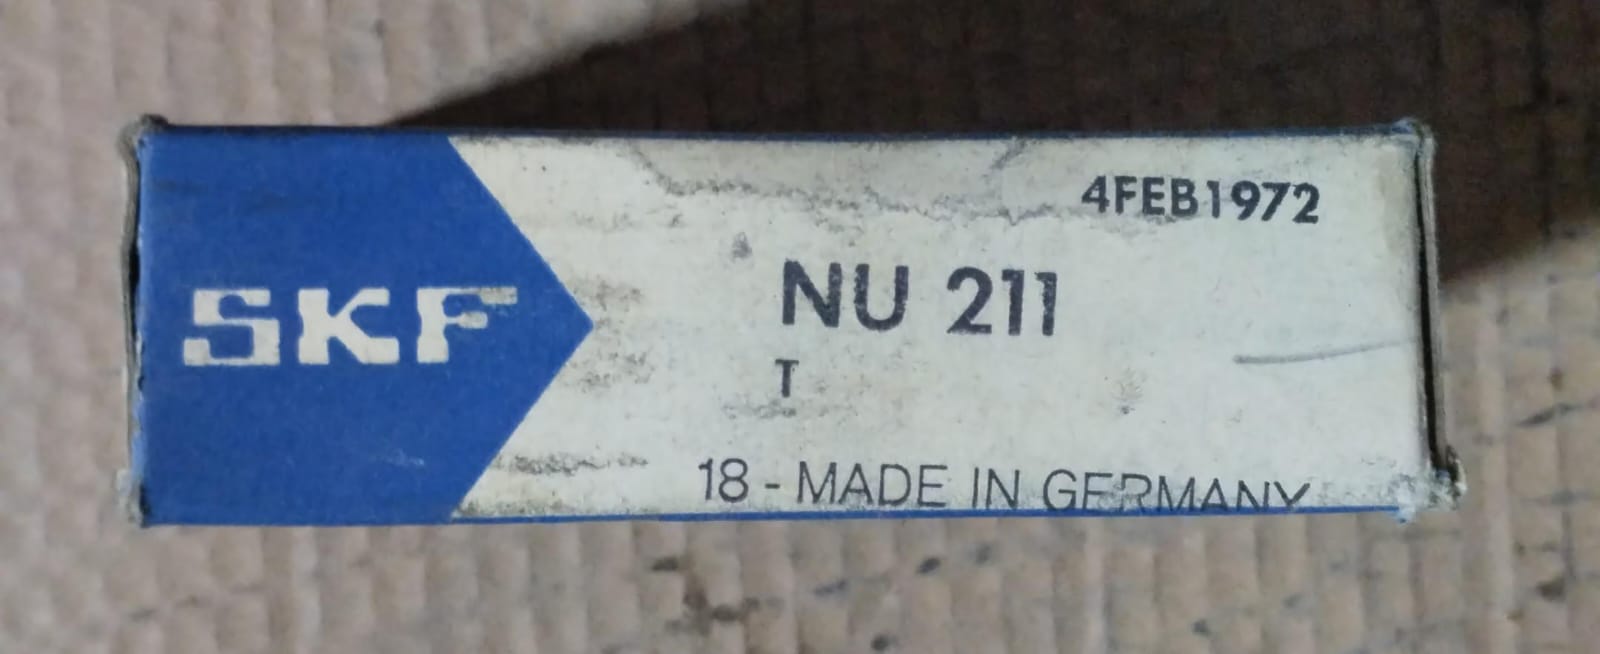 SKF
4FEB1972
NU 211
T
18 - MADE IN GERMANY